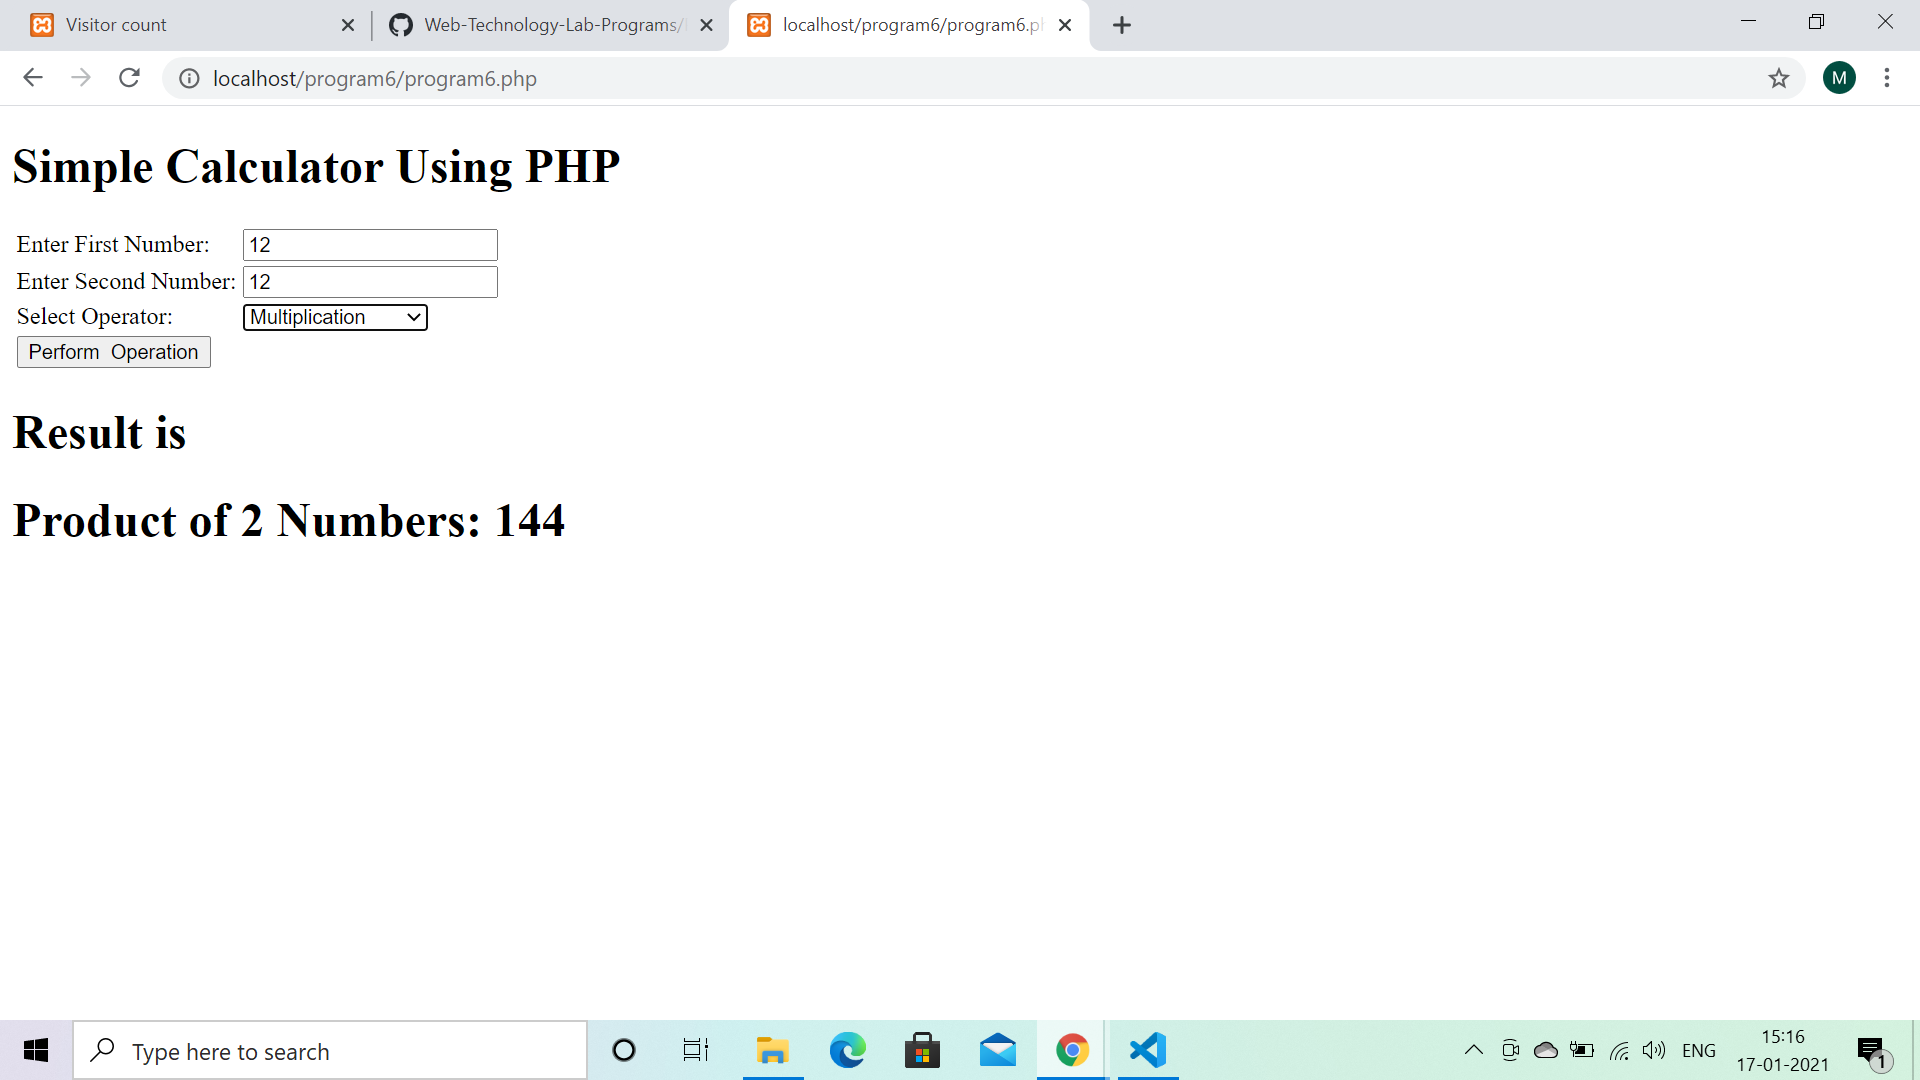 Visitor count
Web-Technology-Lab-Programs/
localhost/program6/program6.ph
localhost/program6/program6.php
M
Simple Calculator Using PHP
Enter First Number: 12
Enter Second Number: 12
Select Operator: Multiplication
Perform  Operation
Result is
Product of 2 Numbers: 144
Type here to search
ENG
15:16
17-01-2021
1